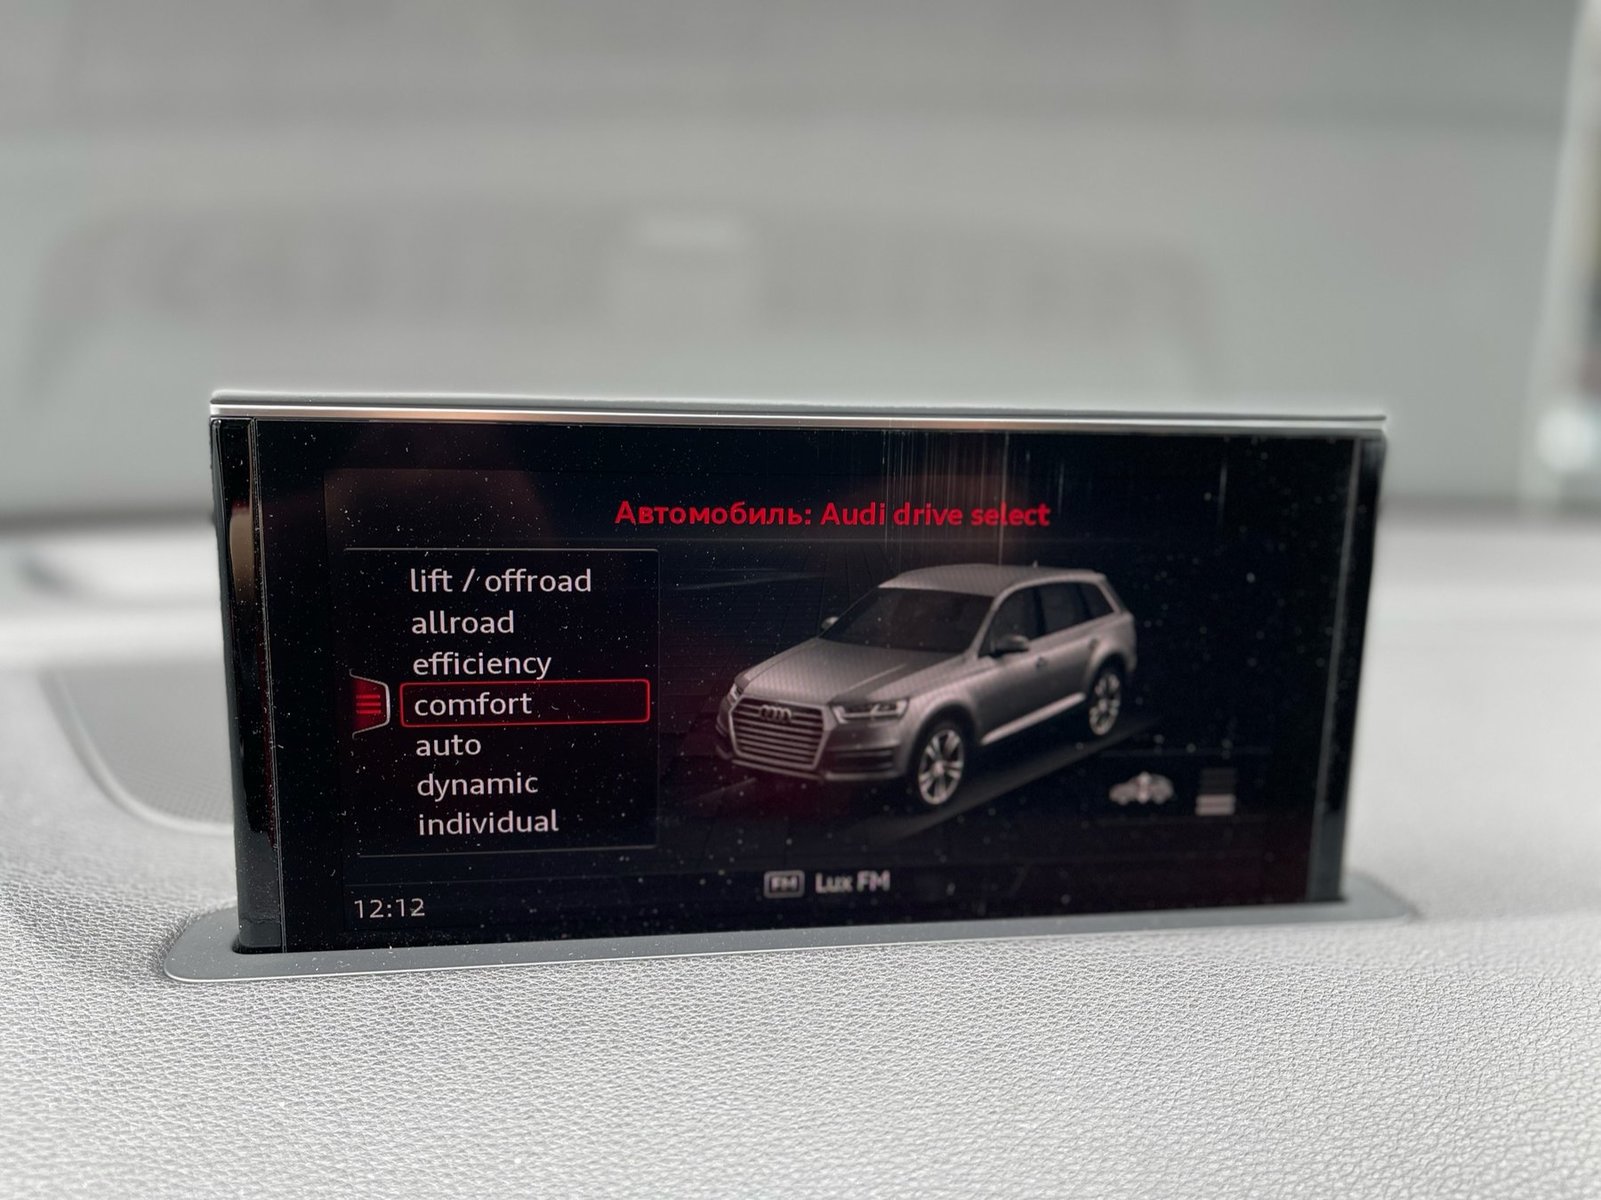 Автомобиль: Audi drive select
lift / offroad
allroad
efficiency
comfort
auto
dynamic
individual
FM Lux FM
12:12